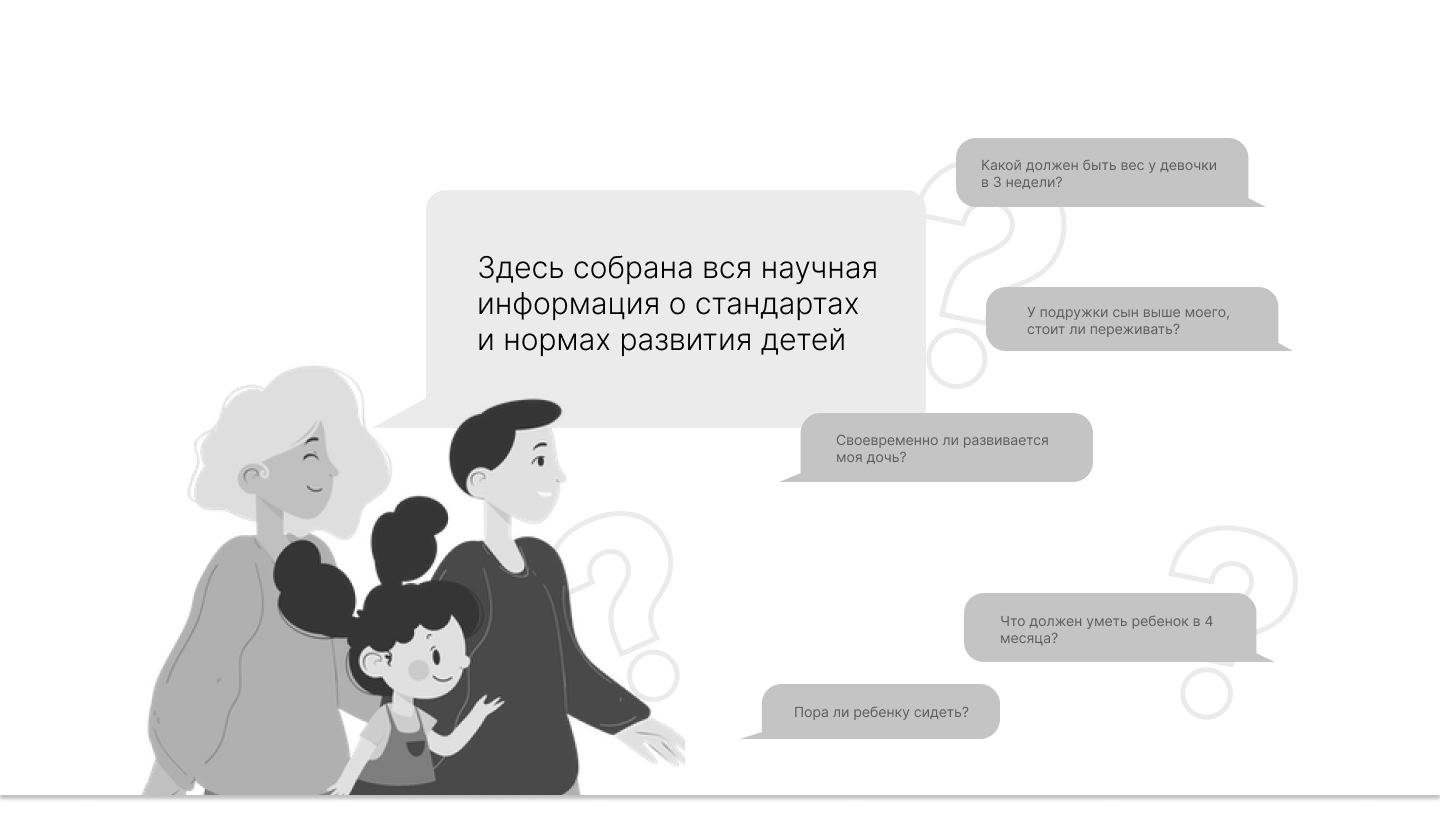 Здесь собрана вся научная
информация о стандартах
и нормах развития детей
Какой должен быть вес у девочки
в 3 недели?
У подружки сын выше моего,
стоит ли переживать?
Своевременно ли развивается
моя дочь?
Что должен уметь ребенок в 4
месяца?
Пора ли ребенку сидеть?